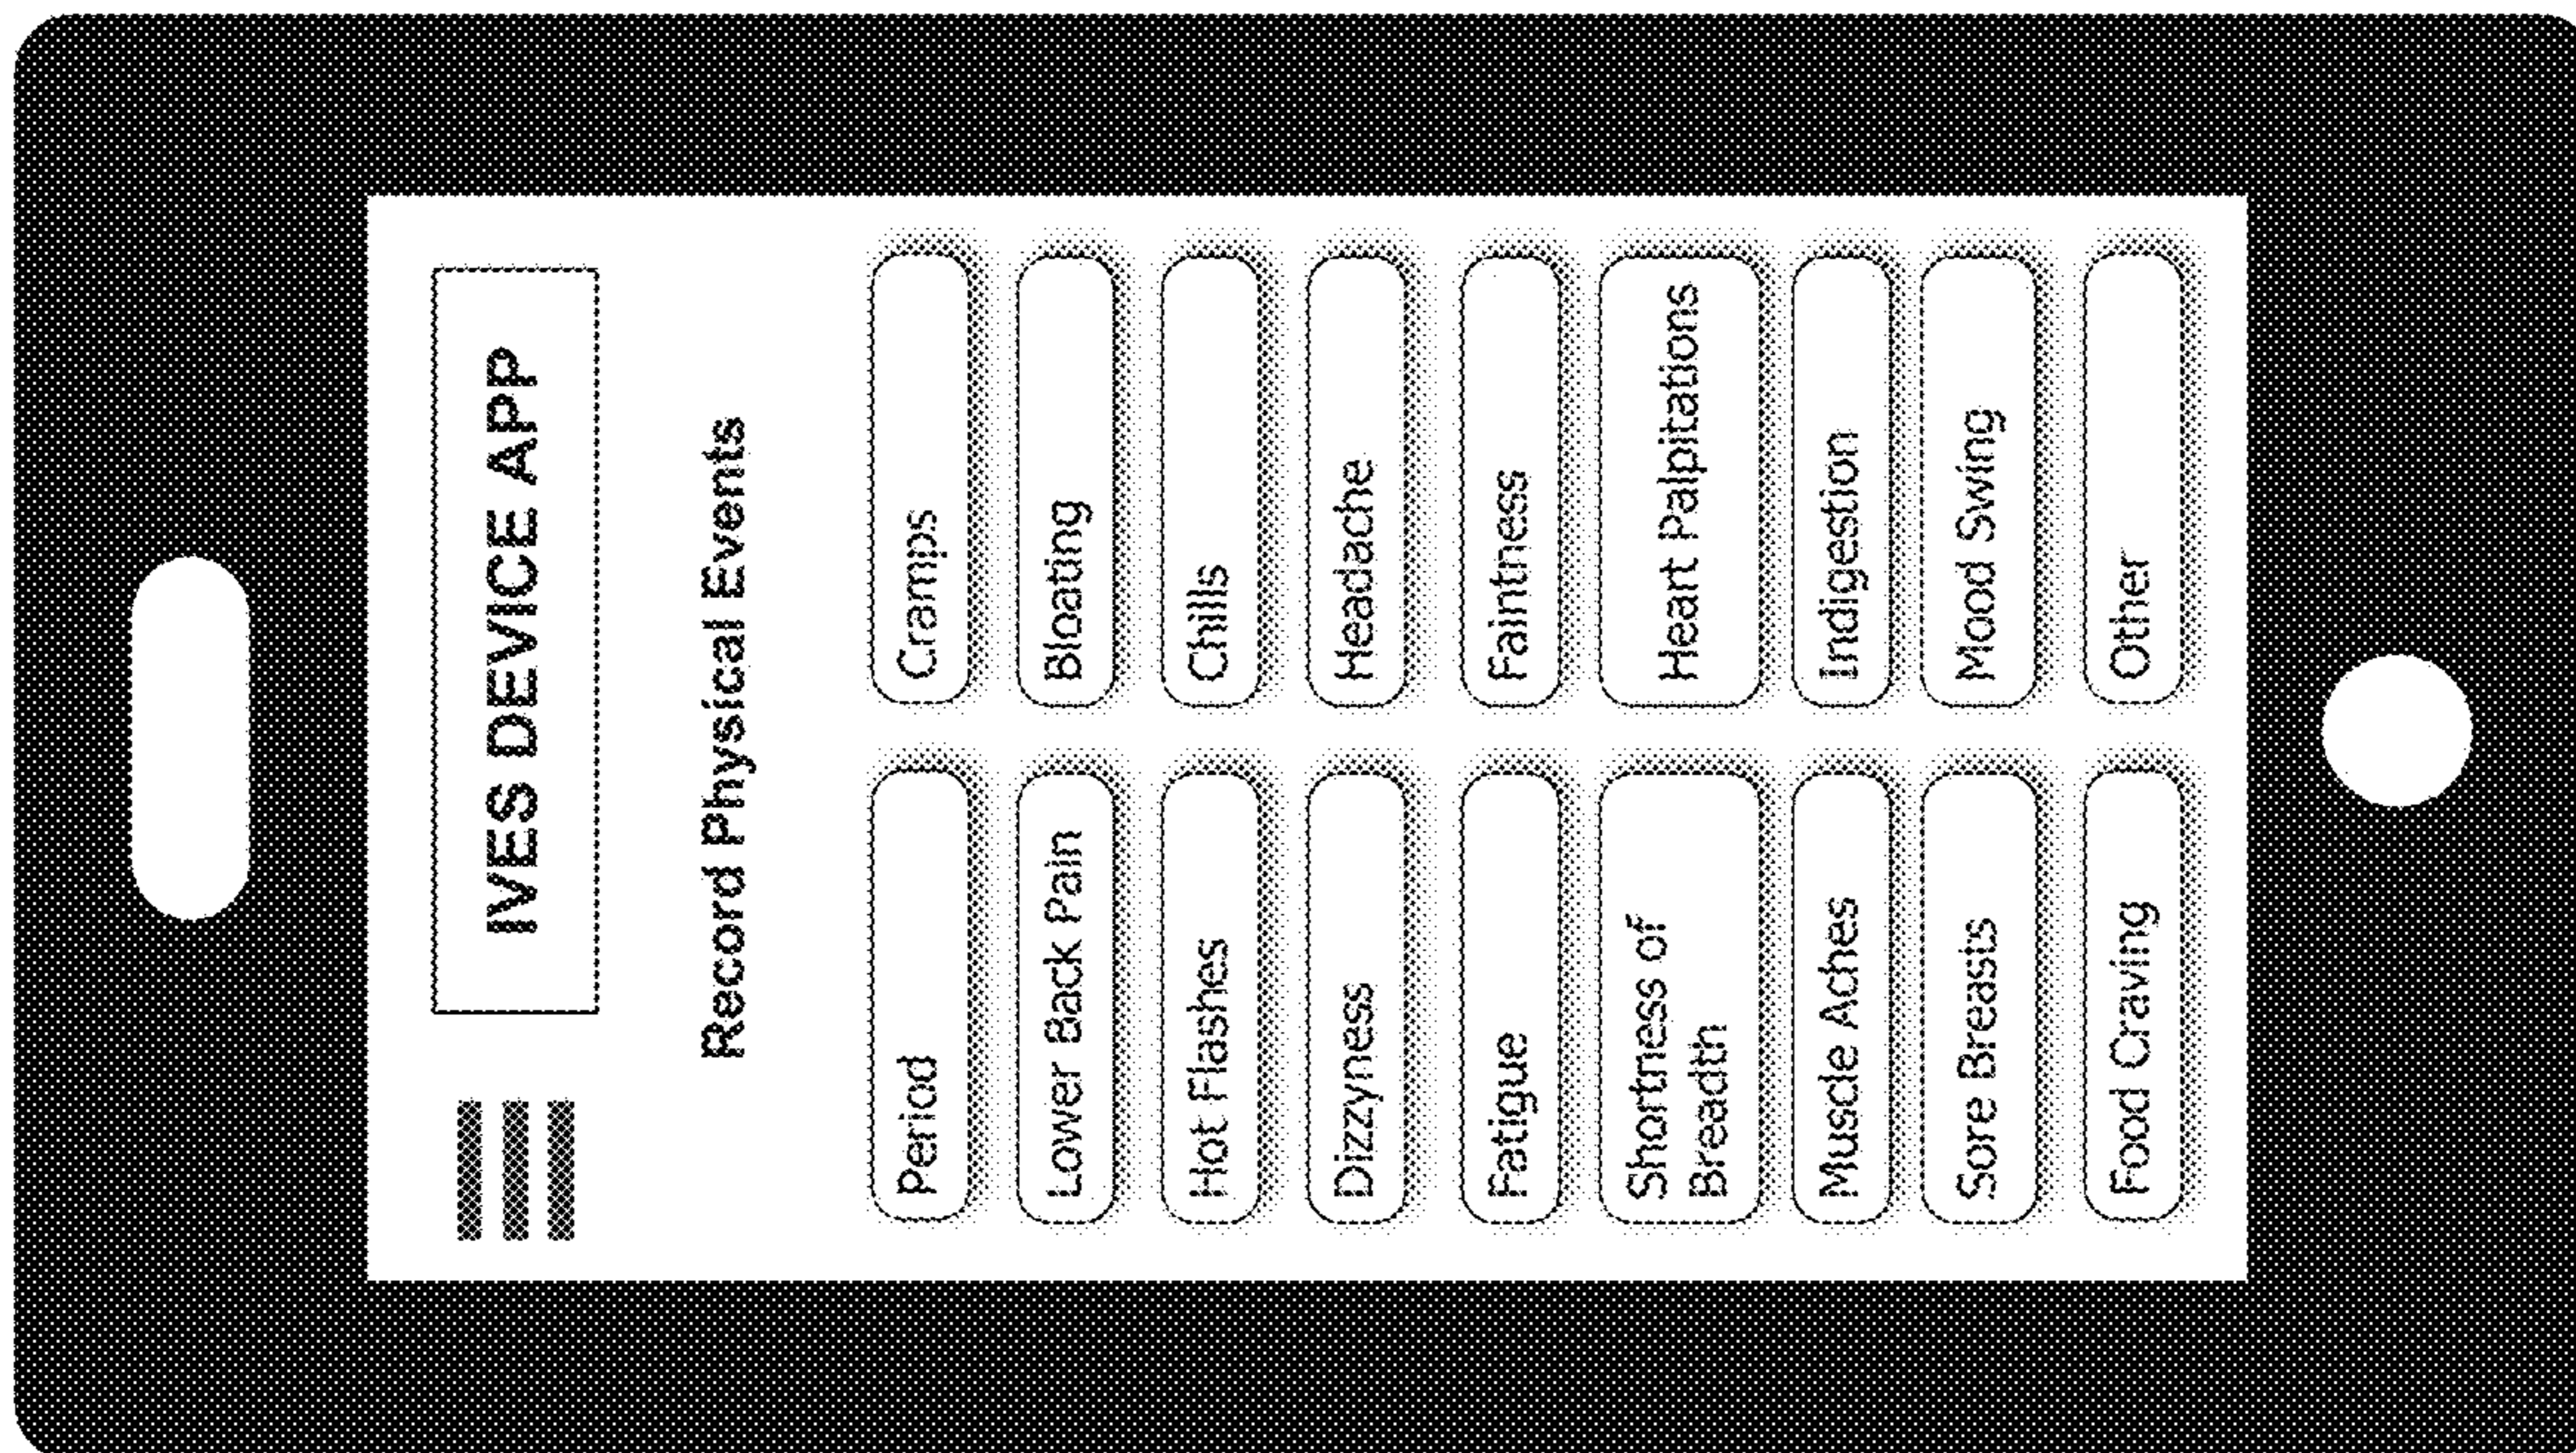 IVES DEVICE APP
Record Physical Events
Period
Cramps
Lower Back Pain
Bloating
Hot Flashes
Chills
Dizzyness
Headache
Fatigue
Faintness
Shortness of
Breadth
Heart Palpitations
Muscle Aches
Indigestion
Sore Breasts
Mood Swing
Food Craving
Other